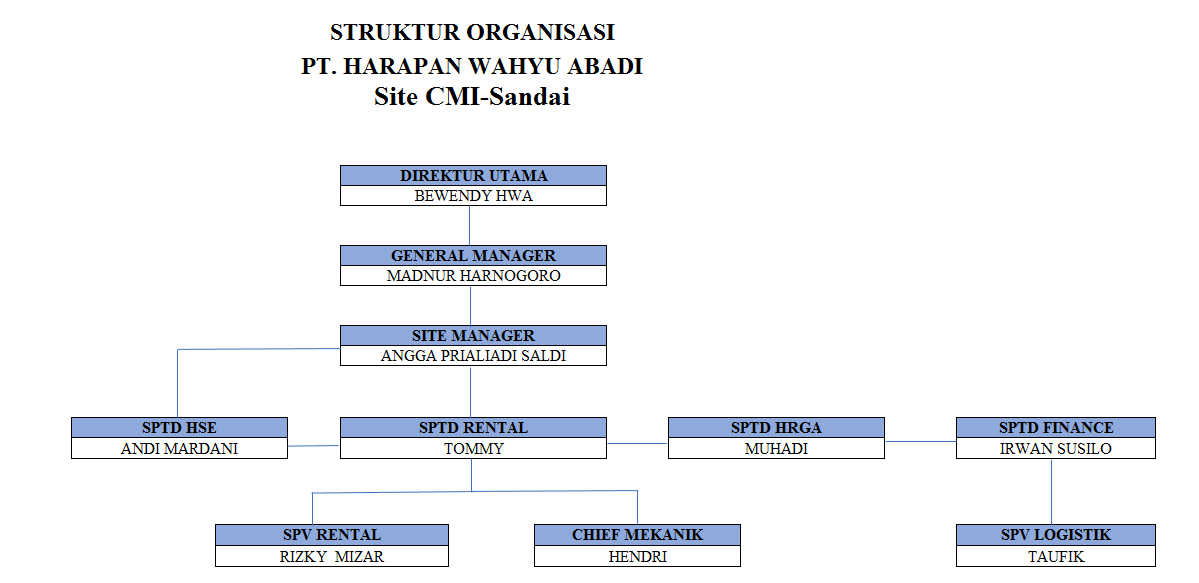 STRUKTUR ORGANISASI
PT. HARAPAN WAHYU ABADI
Site CMI-Sandai
DIREKTUR UTAMA
BEWENDY HWA
GENERAL MANAGER
MADNUR HARNOGORO
SITE MANAGER
ANGGA PRIALIADI SALDI
SPTD HSE
ANDI MARDANI
SPTD RENTAL
TOMMY
SPTD HRGA
MUHADI
SPTD FINANCE
IRWAN SUSILO
SPV RENTAL
RIZKY MIZAR
CHIEF MEKANIK
HENDRI
SPV LOGISTIK
TAUFIK